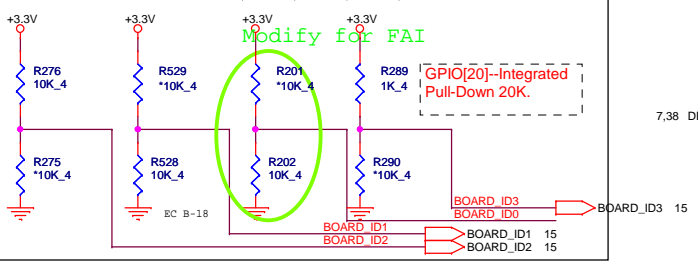 +3.3V
+3.3V
+3.3V
+3.3V
Modify for FAI
R276
10K_4
R529
*10K_4
R201
*10K_4
R289
1K_4
GPIO[20]--Integrated
Pull-Down 20K.
7,38
R275
*10K_4
R528
10K_4
R202
10K_4
R290
*10K_4
EC B-18
BOARD_ID3
BOARD_ID3 15
BOARD_ID0
BOARD_ID1
BOARD_ID1 15
BOARD_ID2
BOARD_ID2 15